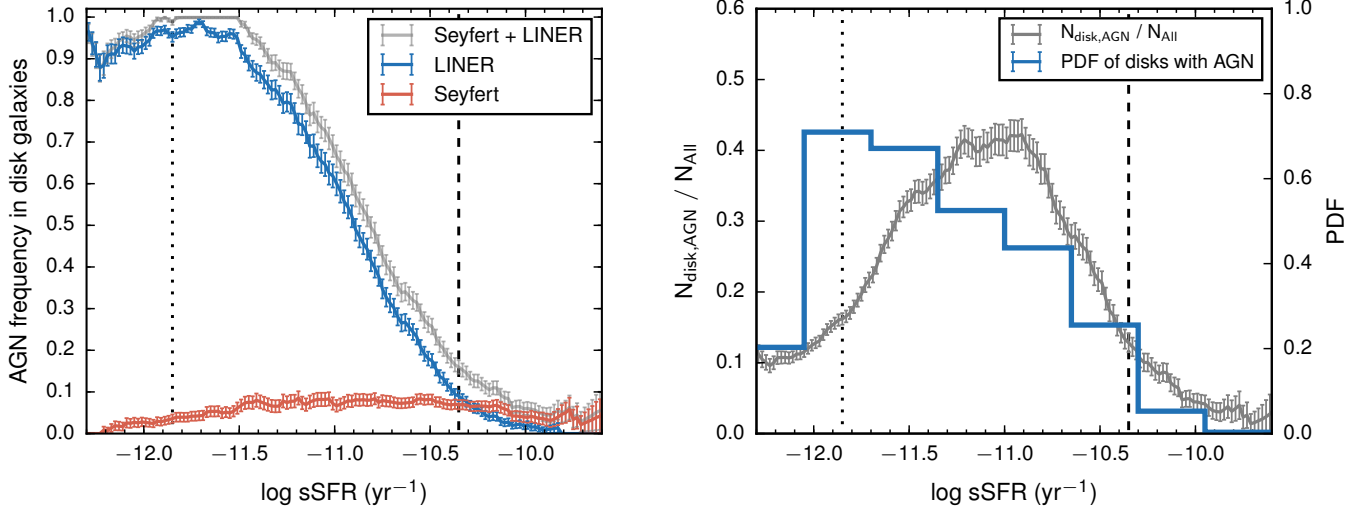 1.0
0.9
0.8
0.7
0.6
0.5
0.4
0.3
0.2
0.1
0.0
AGN frequency in disk galaxies
Seyfert + LINER
LINER
Seyfert
−12.0 −11.5 −11.0 −10.5 −10.0
log sSFR (yr⁻¹)
0.6
0.5
0.4
0.3
0.2
0.1
0.0
N_disk,AGN / N_All
N_disk,AGN / N_All
PDF of disks with AGN
1.0
0.8
0.6
0.4
0.2
0.0
PDF
−12.0 −11.5 −11.0 −10.5 −10.0
log sSFR (yr⁻¹)